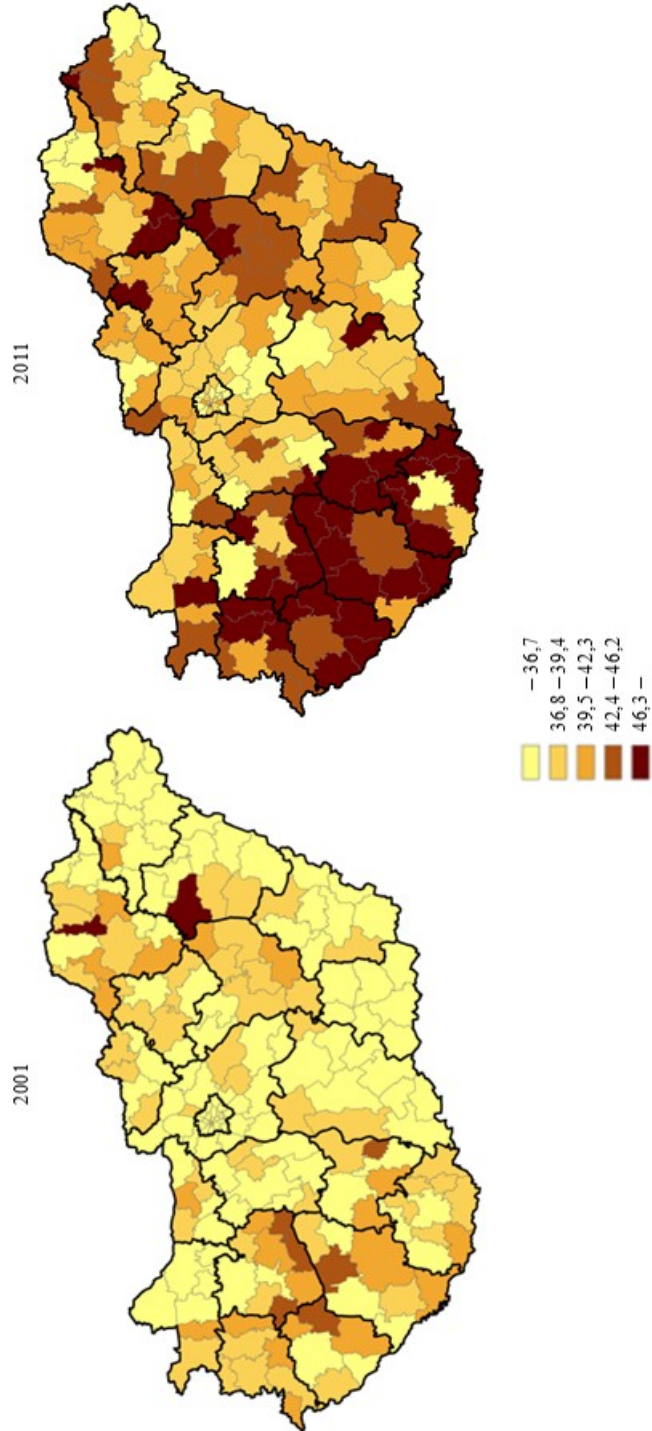 2011
2001
– 36,7
36,8 – 39,4
39,5 – 42,3
42,4 – 46,2
46,3 –